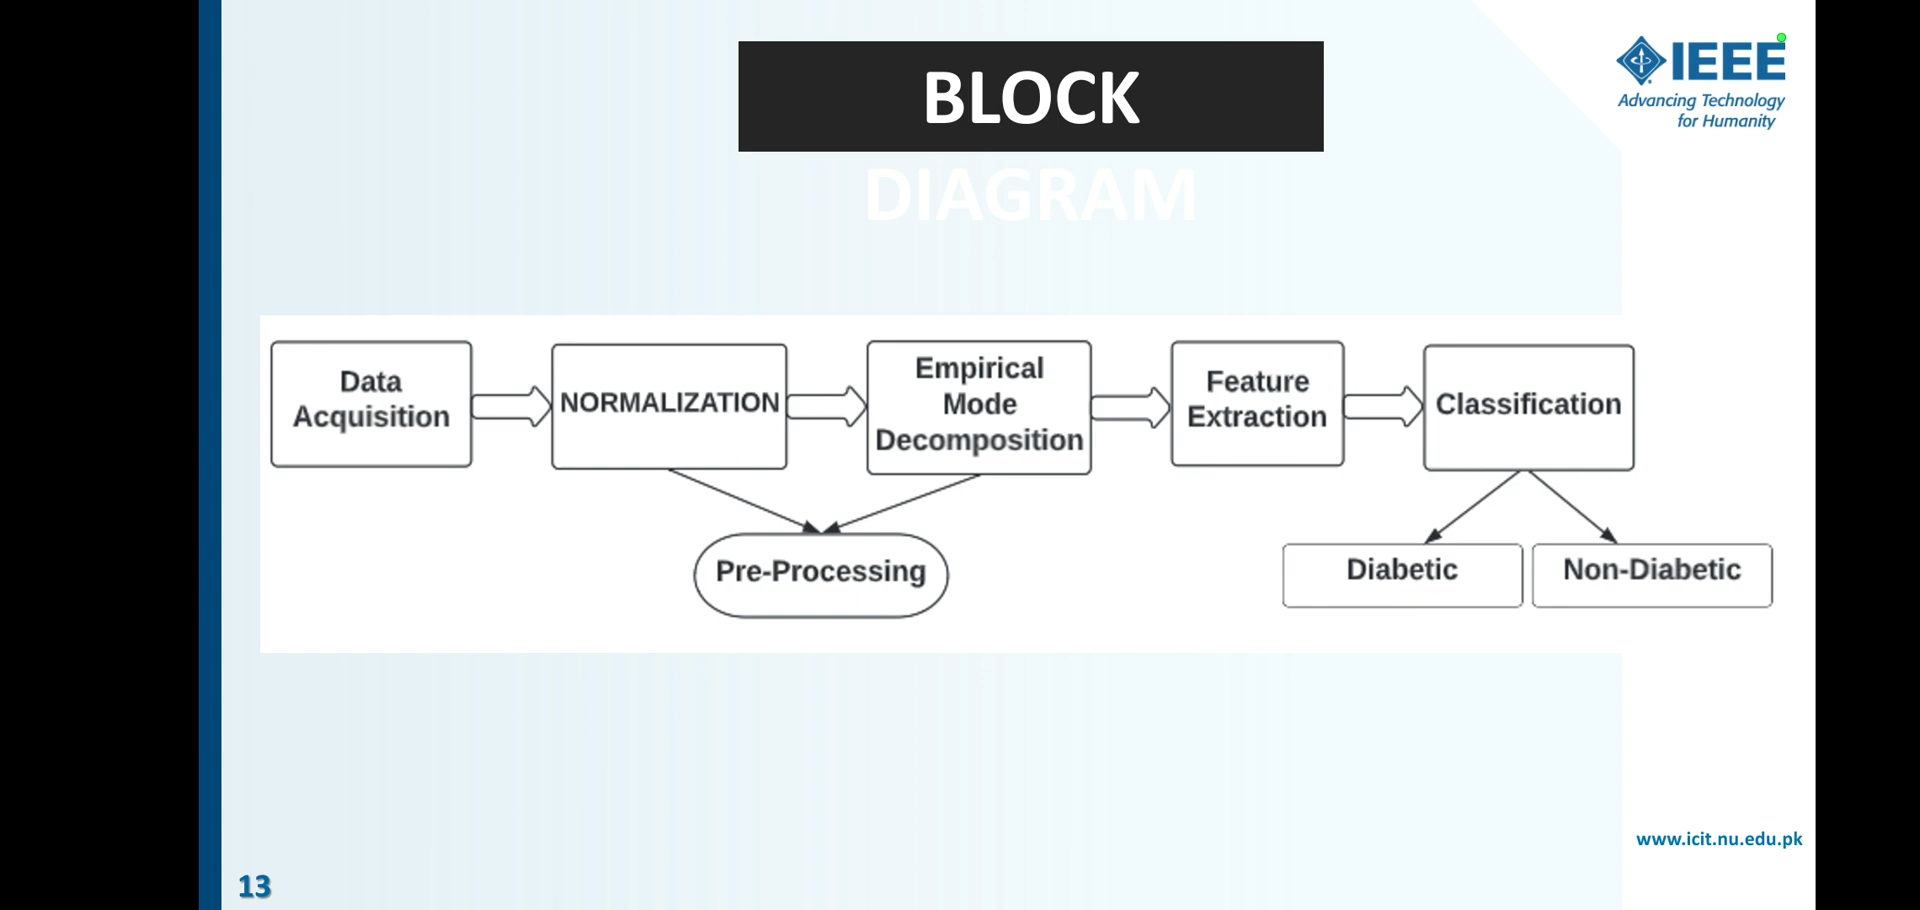 BLOCK
DIAGRAM
IEEE
Advancing Technology
for Humanity
Data
Acquisition
NORMALIZATION
Empirical
Mode
Decomposition
Feature
Extraction
Classification
Pre-Processing
Diabetic
Non-Diabetic
www.icit.nu.edu.pk
13